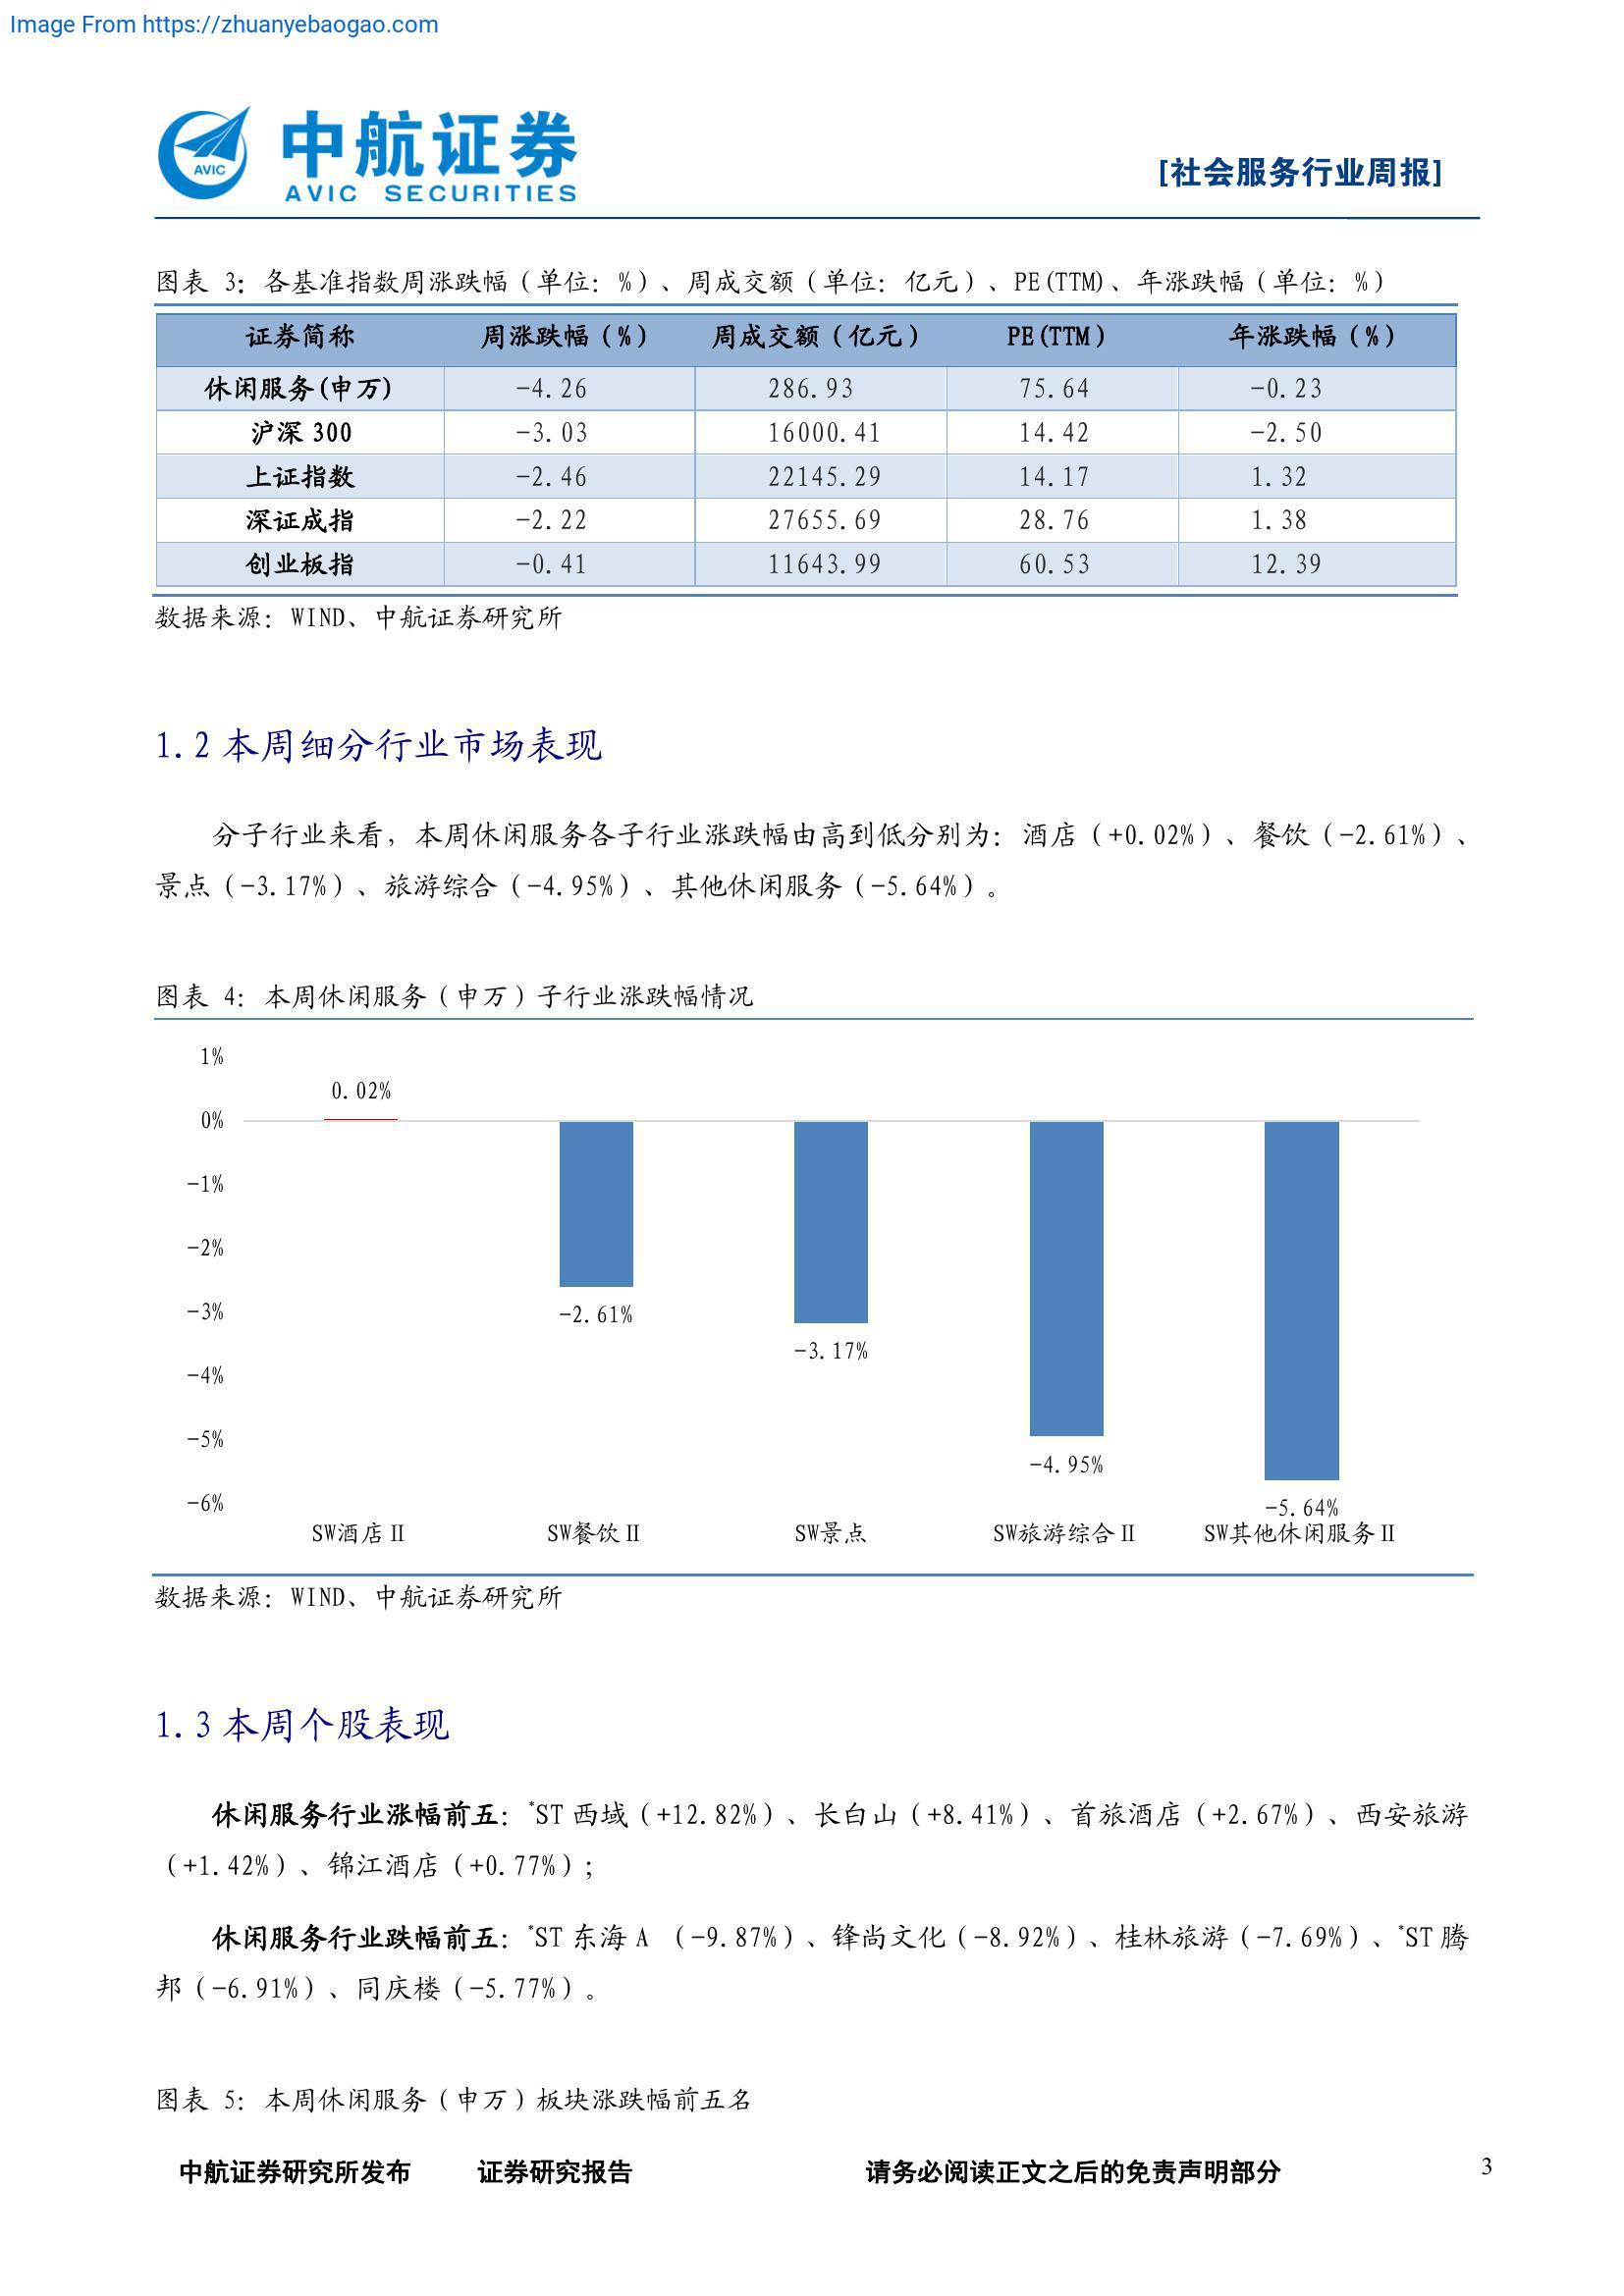 Image From https://zhuanyebaogao.com
AVIC
中航证券
AVIC SECURITIES
[社会服务行业周报]
图表 3：各基准指数周涨跌幅（单位：%）、周成交额（单位：亿元）、PE(TTM)、年涨跌幅（单位：%）
证券简称 周涨跌幅（%） 周成交额（亿元） PE(TTM) 年涨跌幅（%）
休闲服务(申万) -4.26 286.93 75.64 -0.23
沪深 300 -3.03 16000.41 14.42 -2.50
上证指数 -2.46 22145.29 14.17 1.32
深证成指 -2.22 27655.69 28.76 1.38
创业板指 -0.41 11643.99 60.53 12.39
数据来源：WIND、中航证券研究所
1.2 本周细分行业市场表现
分子行业来看，本周休闲服务各子行业涨跌幅由高到低分别为：酒店（+0.02%）、餐饮（-2.61%）、
景点（-3.17%）、旅游综合（-4.95%）、其他休闲服务（-5.64%）。
图表 4：本周休闲服务（申万）子行业涨跌幅情况
1%
0.02%
0%
-1%
-2%
-3%
-2.61%
-3.17%
-4%
-5%
-4.95%
-6%
-5.64%
SW酒店Ⅱ SW餐饮Ⅱ SW景点 SW旅游综合Ⅱ SW其他休闲服务Ⅱ
数据来源：WIND、中航证券研究所
1.3 本周个股表现
休闲服务行业涨幅前五：*ST 西域（+12.82%）、长白山（+8.41%）、首旅酒店（+2.67%）、西安旅游
（+1.42%）、锦江酒店（+0.77%）；
休闲服务行业跌幅前五：*ST 东海 A （-9.87%）、锋尚文化（-8.92%）、桂林旅游（-7.69%）、*ST 腾
邦（-6.91%）、同庆楼（-5.77%）。
图表 5：本周休闲服务（申万）板块涨跌幅前五名
中航证券研究所发布 证券研究报告 请务必阅读正文之后的免责声明部分 3